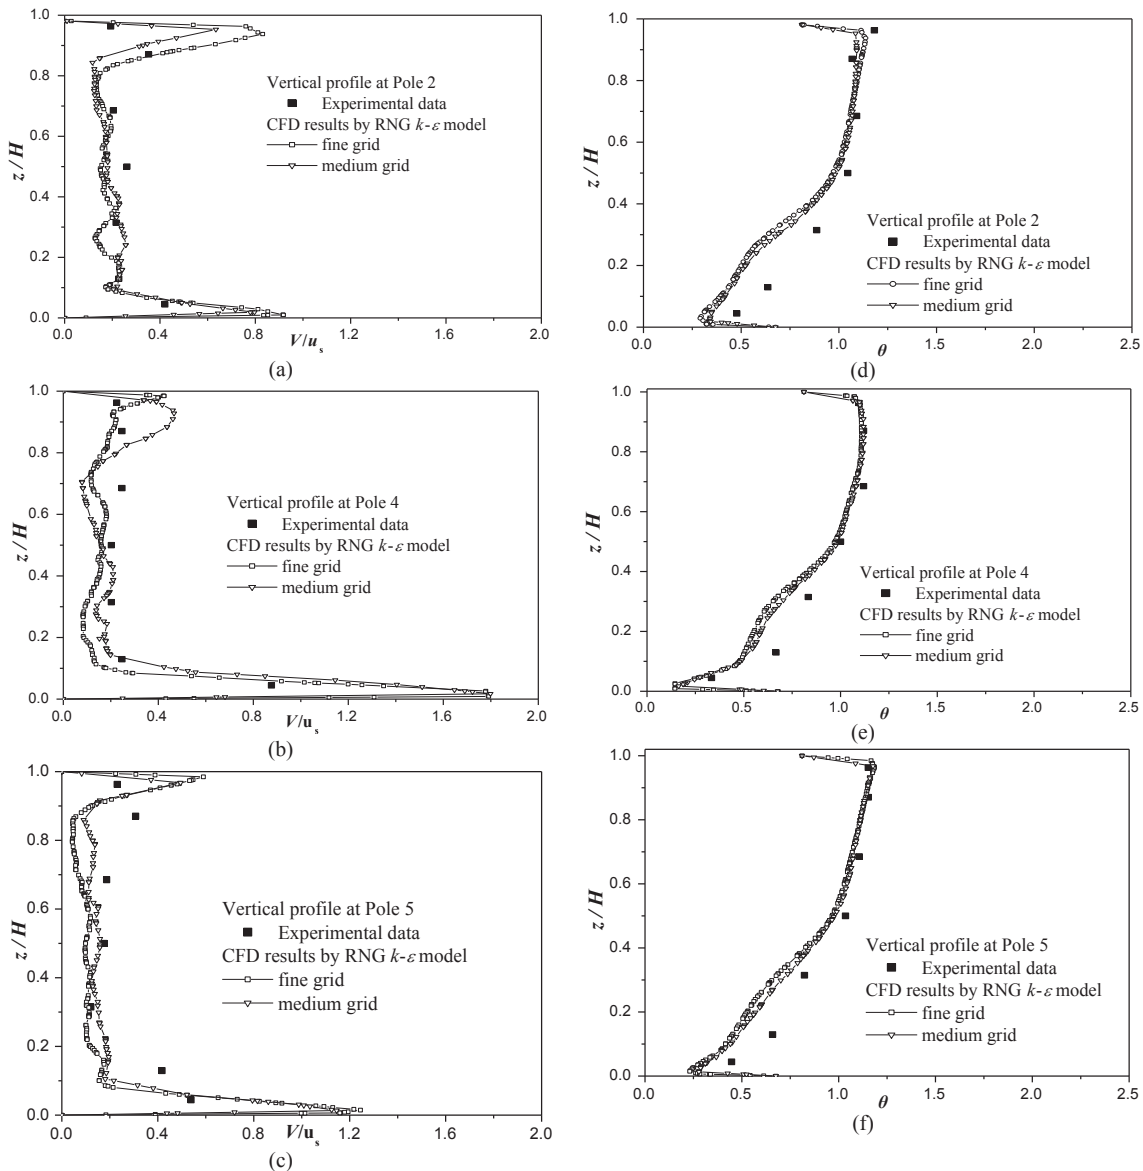 1.0
0.8
0.6
0.4
0.2
0.0
z / H
Vertical profile at Pole 2
Experimental data
CFD results by RNG k-ε model
fine grid
medium grid
0.0 0.4 0.8 1.2 1.6 2.0
V/u_s
(a)
1.0
0.8
0.6
0.4
0.2
0.0
z / H
Vertical profile at Pole 2
Experimental data
CFD results by RNG k-ε model
fine grid
medium grid
0.0 0.5 1.0 1.5 2.0 2.5
θ
(d)
1.0
0.8
0.6
0.4
0.2
0.0
z / H
Vertical profile at Pole 4
Experimental data
CFD results by RNG k-ε model
fine grid
medium grid
0.0 0.4 0.8 1.2 1.6 2.0
V/u_s
(b)
1.0
0.8
0.6
0.4
0.2
0.0
z / H
Vertical profile at Pole 4
Experimental data
CFD results by RNG k-ε model
fine grid
medium grid
0.0 0.5 1.0 1.5 2.0 2.5
θ
(e)
1.0
0.8
0.6
0.4
0.2
0.0
z / H
Vertical profile at Pole 5
Experimental data
CFD results by RNG k-ε model
fine grid
medium grid
0.0 0.4 0.8 1.2 1.6 2.0
V/u_s
(c)
1.0
0.8
0.6
0.4
0.2
0.0
z / H
Vertical profile at Pole 5
Experimental data
CFD results by RNG k-ε model
fine grid
medium grid
0.0 0.5 1.0 1.5 2.0 2.5
θ
(f)